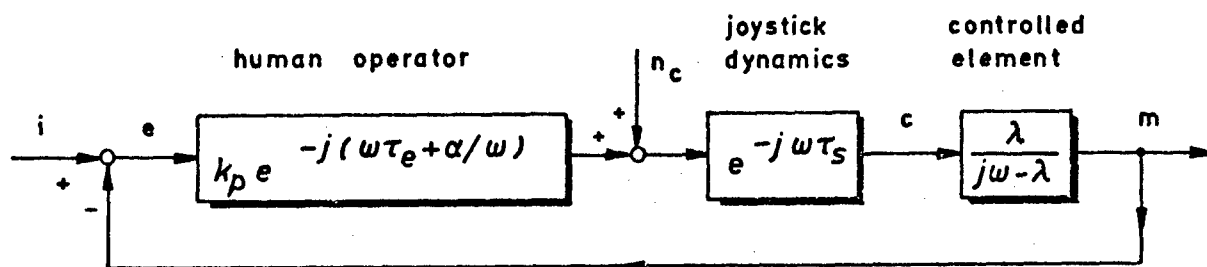 joystick dynamics
controlled element
human operator
n_c
i
e
k_p e^{-j(ωτ_e+α/ω)}
+
+
e^{-jωτ_s}
c
λ/(jω-λ)
m
+
-